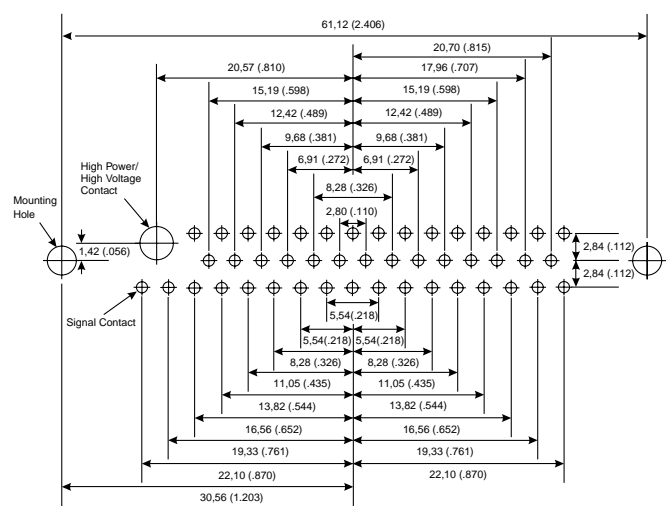 61,12 (2.406)
20,70 (.815)
20,57 (.810) 17,96 (.707)
15,19 (.598) 15,19 (.598)
12,42 (.489) 12,42 (.489)
9,68 (.381) 9,68 (.381)
6,91 (.272) 6,91 (.272)
High Power/
High Voltage
Contact
8,28 (.326)
Mounting
Hole
2,80 (.110)
1,42 (.056)
2,84 (.112)
2,84 (.112)
Signal Contact
5,54(.218)
5,54(.218) 5,54(.218)
8,28 (.326) 8,28 (.326)
11,05 (.435) 11,05 (.435)
13,82 (.544) 13,82 (.544)
16,56 (.652) 16,56 (.652)
19,33 (.761) 19,33 (.761)
22,10 (.870) 22,10 (.870)
30,56 (1.203)